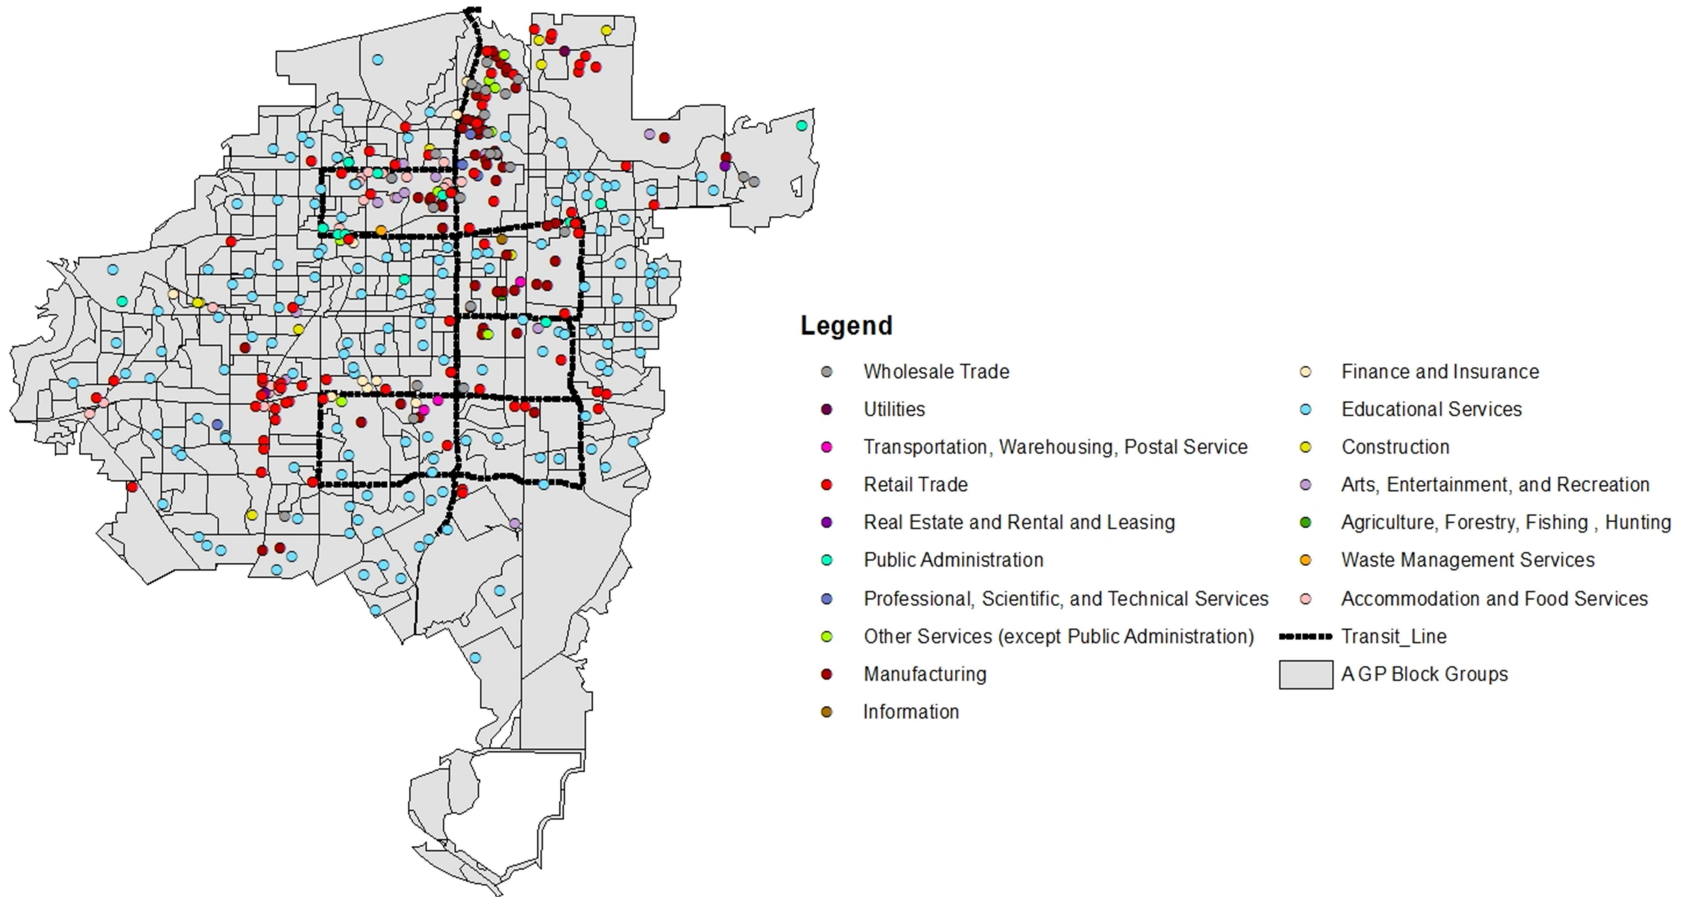 Legend
Wholesale Trade
Utilities
Transportation, Warehousing, Postal Service
Retail Trade
Real Estate and Rental and Leasing
Public Administration
Professional, Scientific, and Technical Services
Other Services (except Public Administration)
Manufacturing
Information
Finance and Insurance
Educational Services
Construction
Arts, Entertainment, and Recreation
Agriculture, Forestry, Fishing , Hunting
Waste Management Services
Accommodation and Food Services
Transit_Line
AGP Block Groups